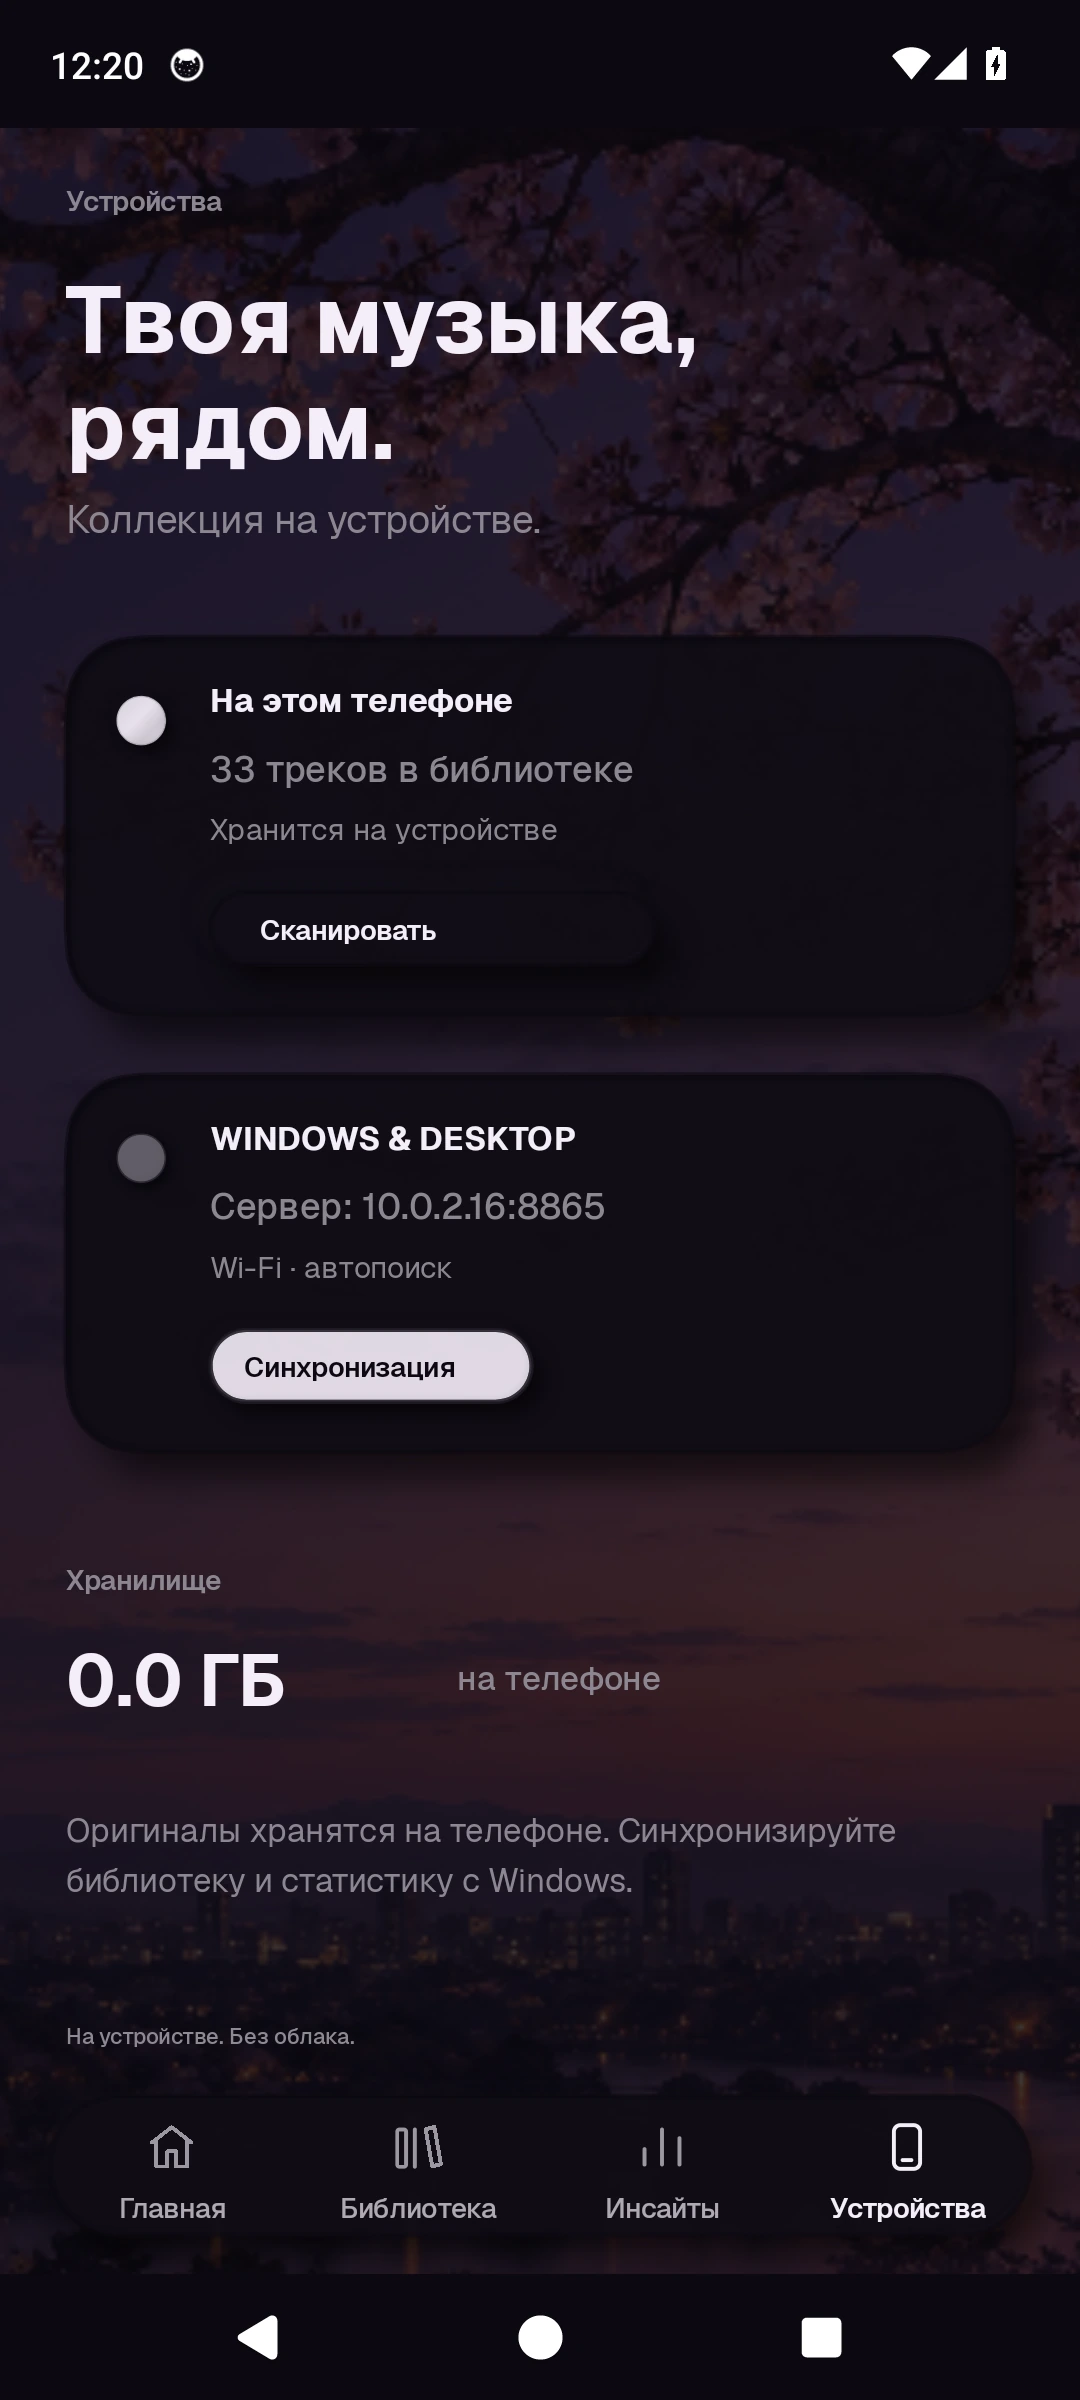 12:20
Устройства
Твоя музыка,
рядом.
Коллекция на устройстве.
На этом телефоне
33 треков в библиотеке
Хранится на устройстве
Сканировать
WINDOWS & DESKTOP
Сервер: 10.0.2.16:8865
Wi-Fi · автопоиск
Синхронизация
Хранилище
0.0 ГБ на телефоне
Оригиналы хранятся на телефоне. Синхронизируйте
библиотеку и статистику с Windows.
На устройстве. Без облака.
Главная Библиотека Инсайты Устройства